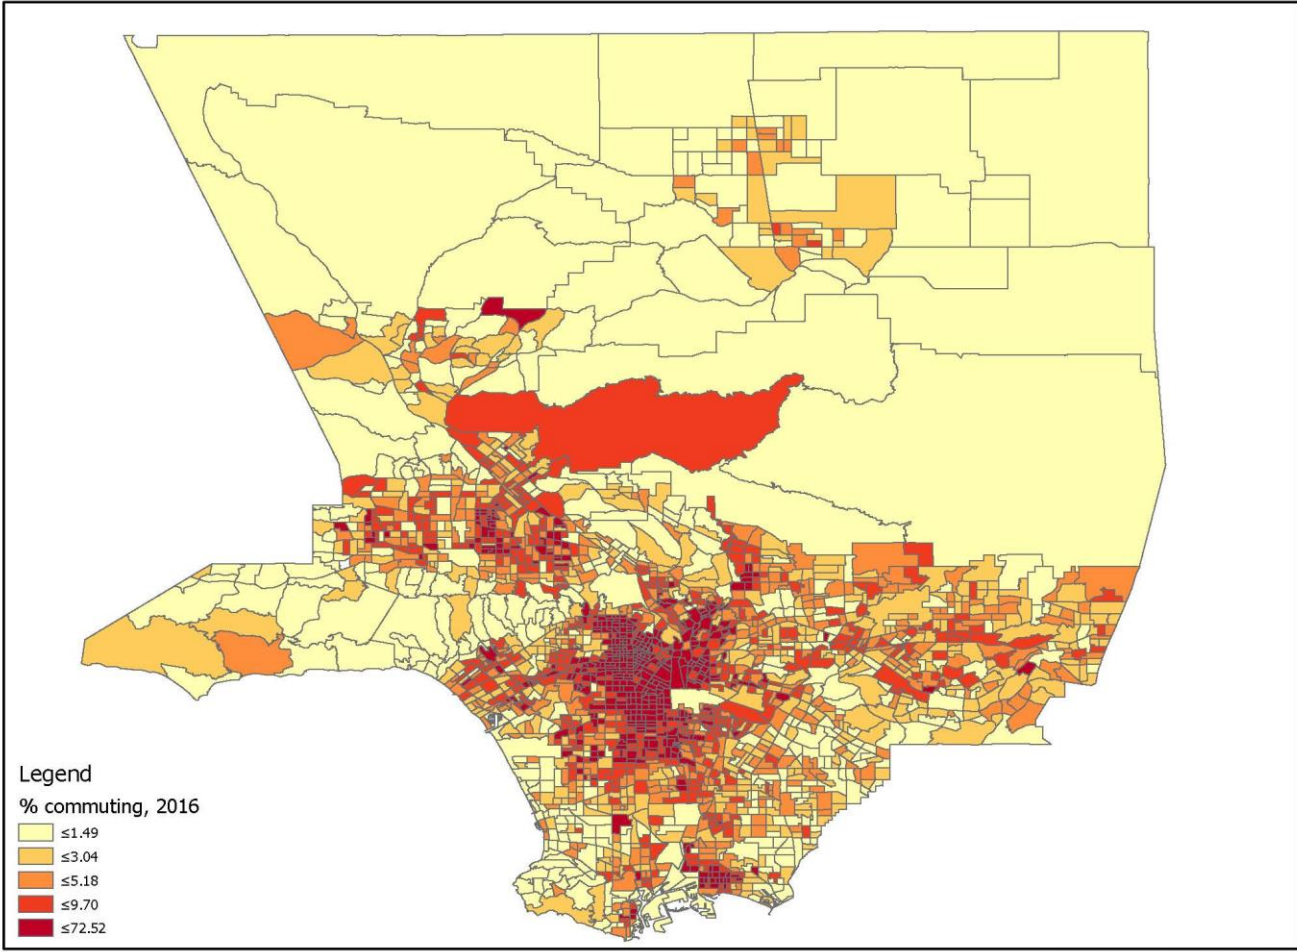 Legend
% commuting, 2016
≤1.49
≤3.04
≤5.18
≤9.70
≤72.52